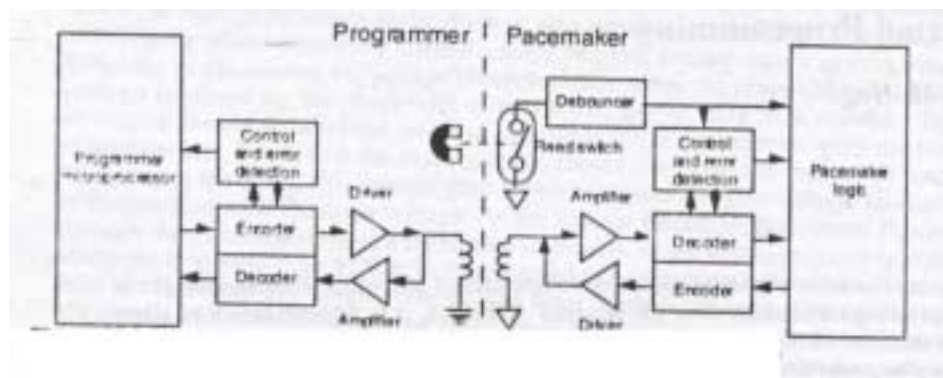 Programmer
Pacemaker
Debouncer
Reed switch
Control
and error
detection
Programmer
microprocessor
Driver
Encoder
Decoder
Amplifier
Control
and error
detection
Pacemaker
logic
Amplifier
Decoder
Encoder
Driver